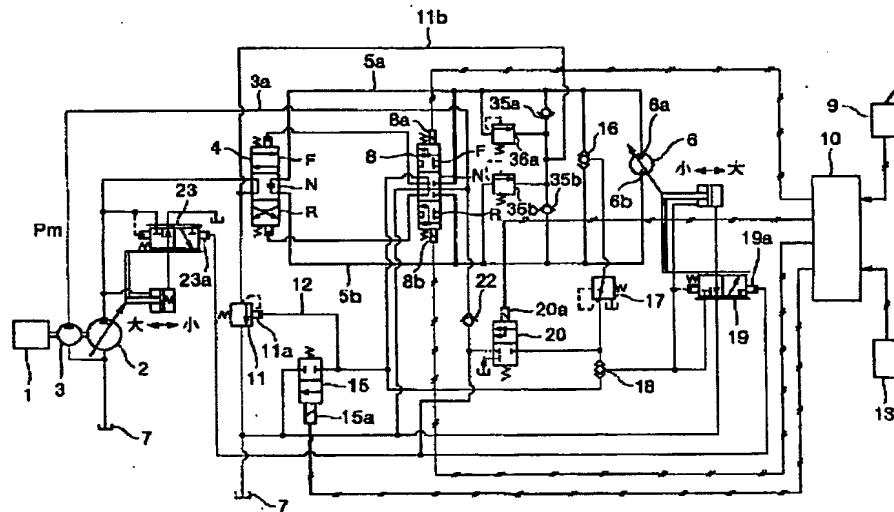 11b
5a
3a
8a
35a
6a
16
9
4
F
8
F
36a
6
10
N
N
小 ↔ 大
35b
35b
6b
R
R
23
Pm
19a
23a
5b
8b
22
12
20a
17
19
大 ↔ 小
11a
20
1
3
2
11
15
18
13
15a
7
7